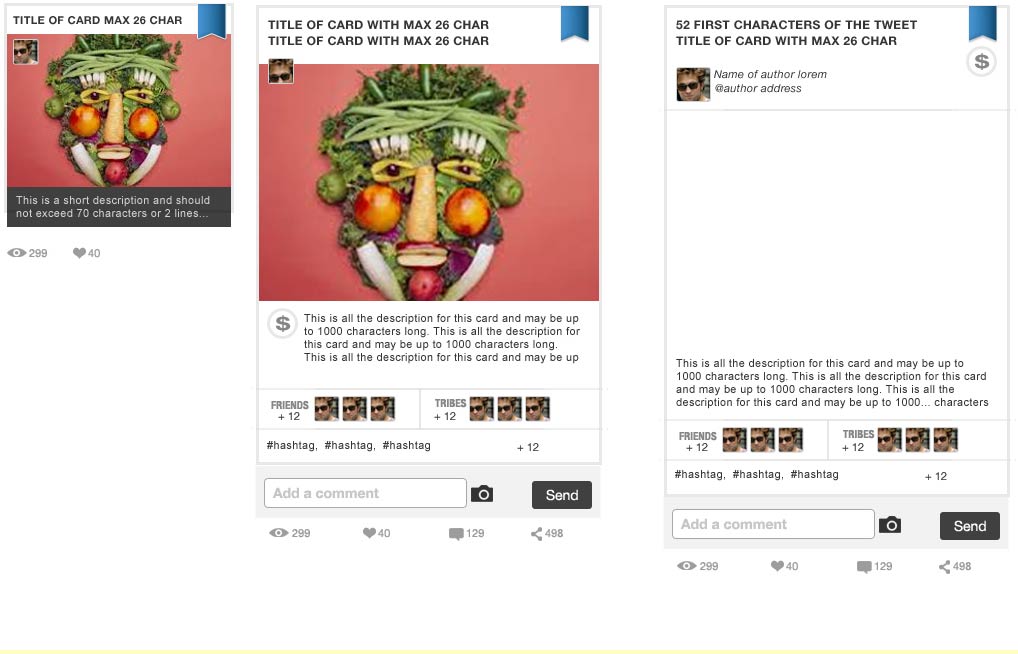 TITLE OF CARD MAX 26 CHAR
This is a short description and should
not exceed 70 characters or 2 lines...
299
40
TITLE OF CARD WITH MAX 26 CHAR
TITLE OF CARD WITH MAX 26 CHAR
$
This is all the description for this card and may be up
to 1000 characters long. This is all the description for
this card and may be up to 1000 characters long.
This is all the description for this card and may be up
FRIENDS
+ 12
TRIBES
+ 12
#hashtag, #hashtag, #hashtag
+ 12
Add a comment
Send
299
40
129
498
52 FIRST CHARACTERS OF THE TWEET
TITLE OF CARD WITH MAX 26 CHAR
$
Name of author lorem
@author address
This is all the description for this card and may be up to
1000 characters long. This is all the description for this card
and may be up to 1000 characters long. This is all the
description for this card and may be up to 1000... characters
FRIENDS
+ 12
TRIBES
+ 12
#hashtag, #hashtag, #hashtag
+ 12
Add a comment
Send
299
40
129
498